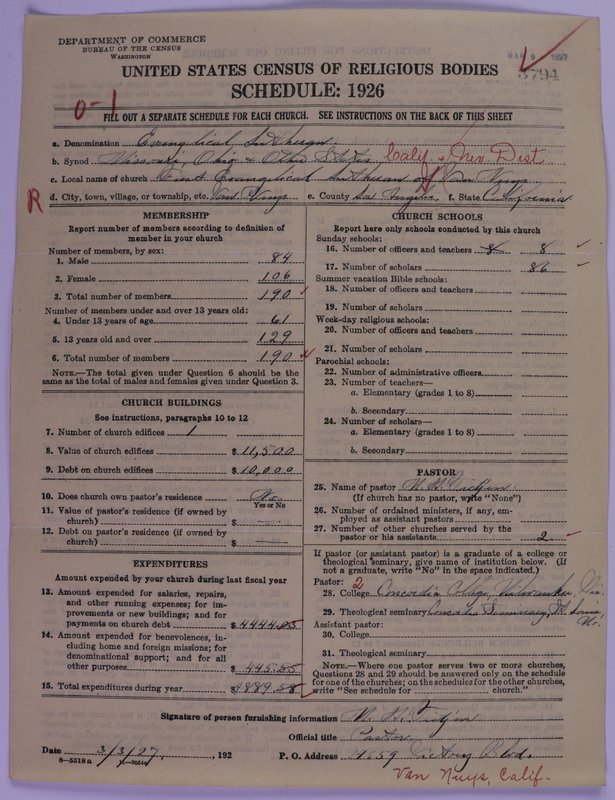 DEPARTMENT OF COMMERCE
BUREAU OF THE CENSUS
WASHINGTON
UNITED STATES CENSUS OF RELIGIOUS BODIES
SCHEDULE: 1926
3794
0-1
FILL OUT A SEPARATE SCHEDULE FOR EACH CHURCH. SEE INSTRUCTIONS ON THE BACK OF THIS SHEET
a. Denomination Evangelical Lutheran
b. Synod Missouri, Ohio & Other States, Calif. & Nev. Dist
c. Local name of church First Evangelical Lutheran of Van Nuys
R d. City, town, village, or township, etc. Van Nuys e. County Los Angeles f. State California
MEMBERSHIP
Report number of members according to definition of member in your church
Number of members, by sex:
1. Male 84
2. Female 106
3. Total number of members 190
Number of members under and over 13 years old:
4. Under 13 years of age 61
5. 13 years old and over 129
6. Total number of members 190
NOTE.—The total given under Question 6 should be the same as the total of males and females given under Question 3.
CHURCH BUILDINGS
See instructions, paragraphs 10 to 12
7. Number of church edifices 1
8. Value of church edifices $ 11,500
9. Debt on church edifices $ 10,000
10. Does church own pastor's residence No
Yes or No
11. Value of pastor's residence (if owned by church) $
12. Debt on pastor's residence (if owned by church) $
EXPENDITURES
Amount expended by your church during last fiscal year
13. Amount expended for salaries, repairs, and other running expenses; for improvements or new buildings; and for payments on church debt $ 4444.05
14. Amount expended for benevolences, including home and foreign missions; for denominational support; and for all other purposes $ 445.25
15. Total expenditures during year $ 4889
CHURCH SCHOOLS
Report here only schools conducted by this church
Sunday schools:
16. Number of officers and teachers 8 8
17. Number of scholars 86
Summer vacation Bible schools:
18. Number of officers and teachers
19. Number of scholars
Week-day religious schools:
20. Number of officers and teachers
21. Number of scholars
Parochial schools:
22. Number of administrative officers
23. Number of teachers—
a. Elementary (grades 1 to 8)
b. Secondary
24. Number of scholars—
a. Elementary (grades 1 to 8)
b. Secondary
PASTOR
25. Name of pastor
(If church has no pastor, write "None")
26. Number of ordained ministers, if any, employed as assistant pastors
27. Number of other churches served by the pastor or his assistants 2
If pastor (or assistant pastor) is a graduate of a college or theological seminary, give name of institution below. (If not a graduate, write "No" in the space indicated.)
Pastor: 2
28. College Concordia College, Milwaukee, Wis.
29. Theological seminary Concordia Seminary, St. Louis Mo.
Assistant pastor:
30. College
31. Theological seminary
NOTE.—Where one pastor serves two or more churches, Questions 28 and 29 should be answered only on the schedule for one of the churches; on the schedules for the other churches, write "See schedule for church."
Signature of person furnishing information
Official title Pastor
Date 3/3/27, 192
P. O. Address Victory Blvd.
8-5518 a
Van Nuys, Calif.